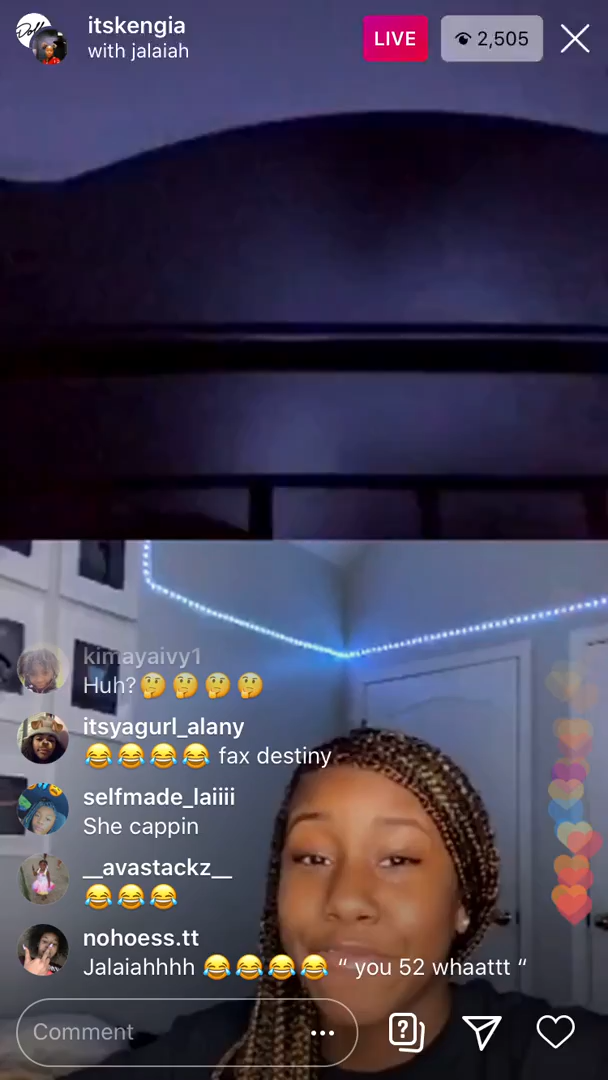 itskengia
with jalaiah
LIVE
2,505
kimayaivy1
Huh?🤔🤔🤔🤔
itsyagurl_alany
😂😂😂😂 fax destiny
selfmade_laiiii
She cappin
__avastackz__
😂😂😂
nohoess.tt
Jalaiahhhh 😂😂😂😂 “ you 52 whaattt “
Comment